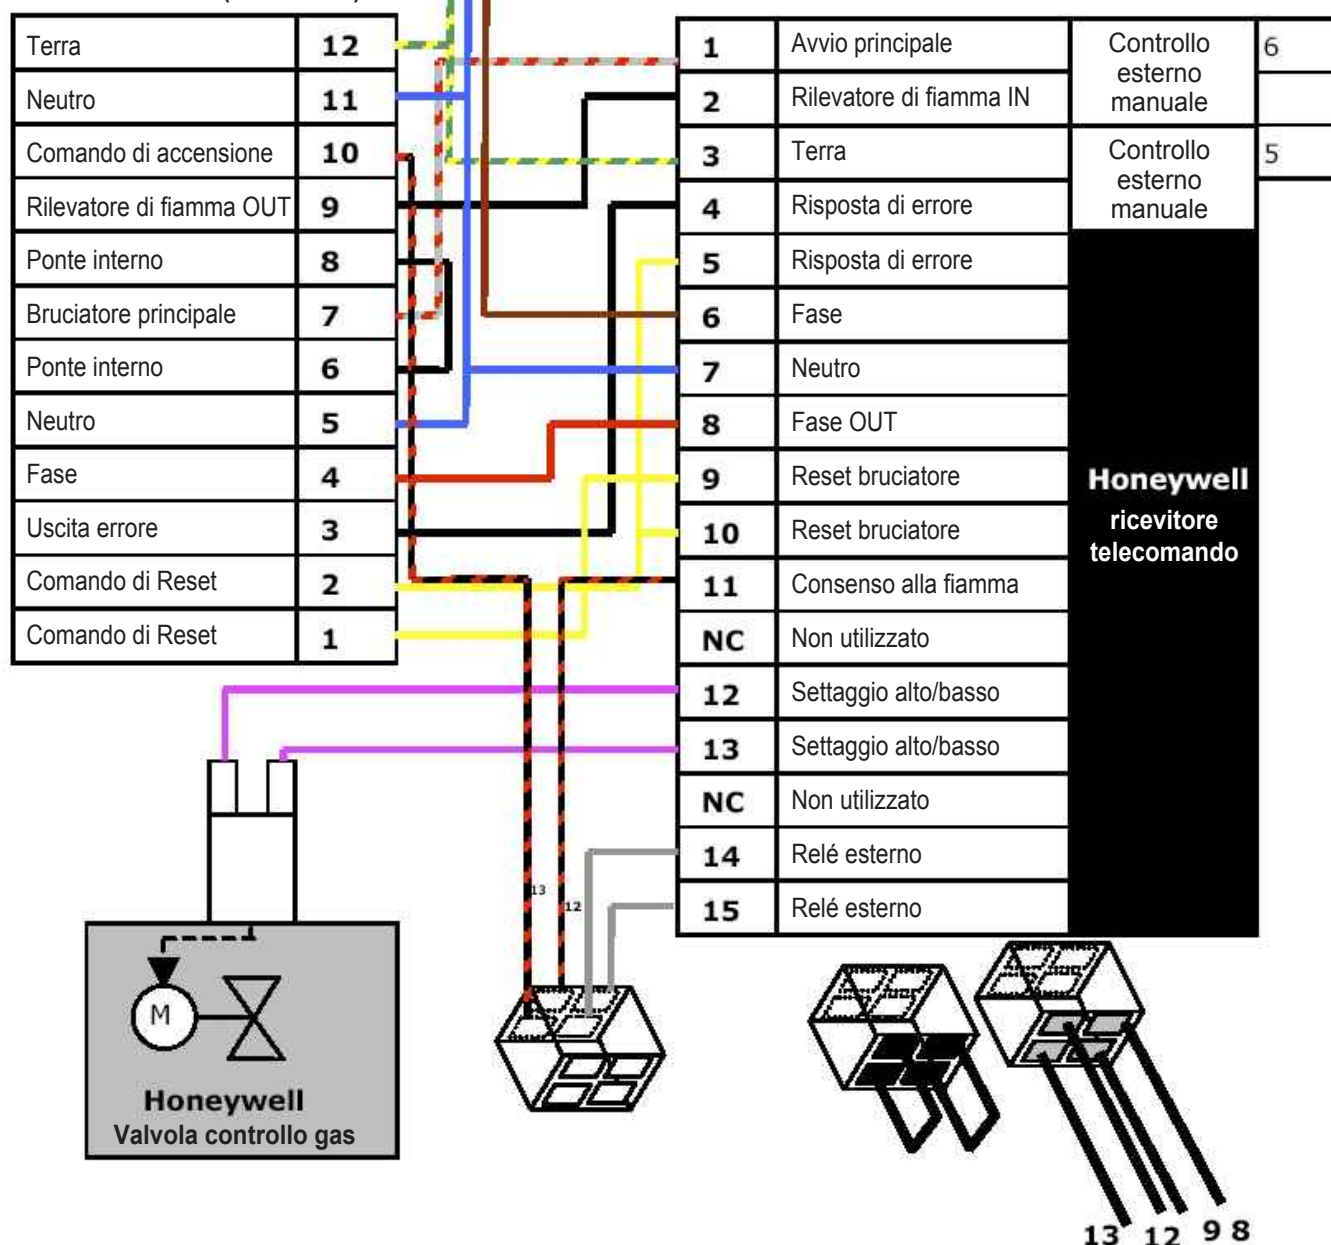 Terra 12
Neutro 11
Comando di accensione 10
Rilevatore di fiamma OUT 9
Ponte interno 8
Bruciatore principale 7
Ponte interno 6
Neutro 5
Fase 4
Uscita errore 3
Comando di Reset 2
Comando di Reset 1
1 Avvio principale
2 Rilevatore di fiamma IN
3 Terra
4 Risposta di errore
5 Risposta di errore
6 Fase
7 Neutro
8 Fase OUT
9 Reset bruciatore
10 Reset bruciatore
11 Consenso alla fiamma
NC Non utilizzato
12 Settaggio alto/basso
13 Settaggio alto/basso
NC Non utilizzato
14 Relé esterno
15 Relé esterno
Controllo
esterno
manuale
6
Controllo
esterno
manuale
5
Honeywell
ricevitore
telecomando
13
12
M
Honeywell
Valvola controllo gas
13 12 9 8